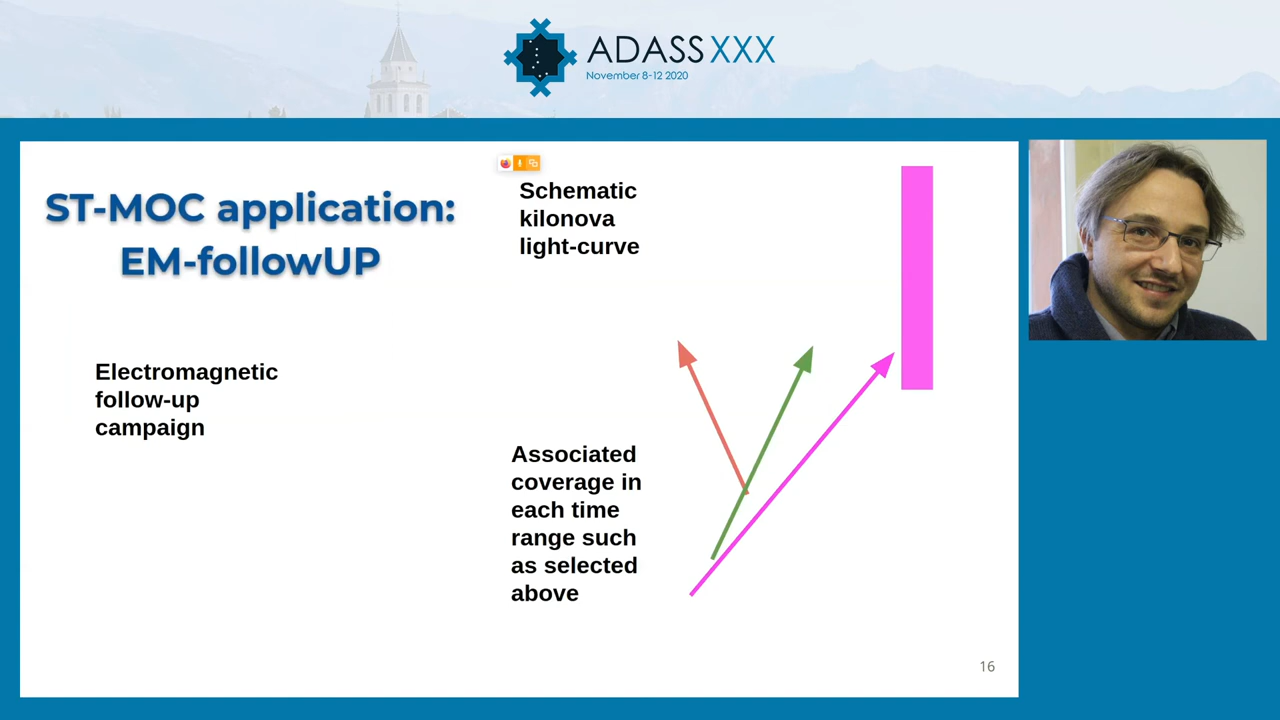 ADASS XXX
November 8-12 2020
ST-MOC application:
EM-followUP
Schematic
kilonova
light-curve
Electromagnetic
follow-up
campaign
Associated
coverage in
each time
range such
as selected
above
16